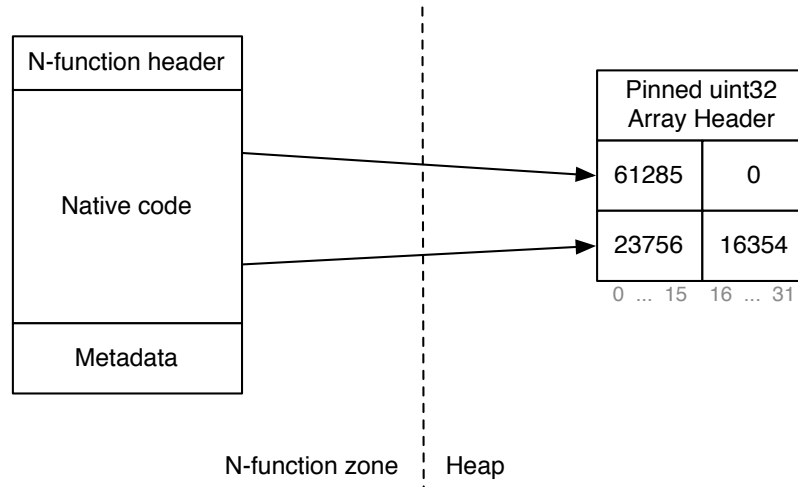 N-function header
Native code
Metadata
Pinned uint32
Array Header
61285 0
23756 16354
0 ... 15 16 ... 31
N-function zone Heap